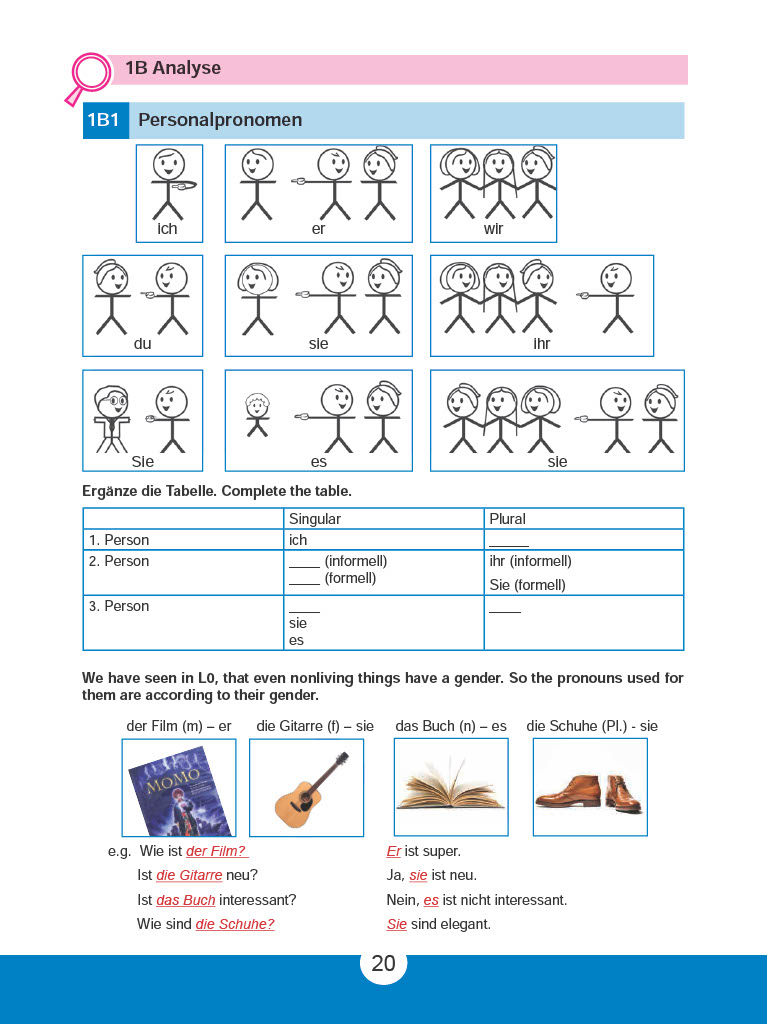 1B Analyse
1B1 Personalpronomen
ich
er
wir
du
sie
ihr
Sie
es
sie
Ergänze die Tabelle. Complete the table.
Singular Plural
1. Person ich _____
2. Person ____ (informell) ihr (informell)
____ (formell) Sie (formell)
3. Person ____ ____
sie
es
We have seen in L0, that even nonliving things have a gender. So the pronouns used for
them are according to their gender.
der Film (m) – er die Gitarre (f) – sie das Buch (n) – es die Schuhe (Pl.) - sie
MOMO
e.g. Wie ist der Film? Er ist super.
Ist die Gitarre neu? Ja, sie ist neu.
Ist das Buch interessant? Nein, es ist nicht interessant.
Wie sind die Schuhe? Sie sind elegant.
20